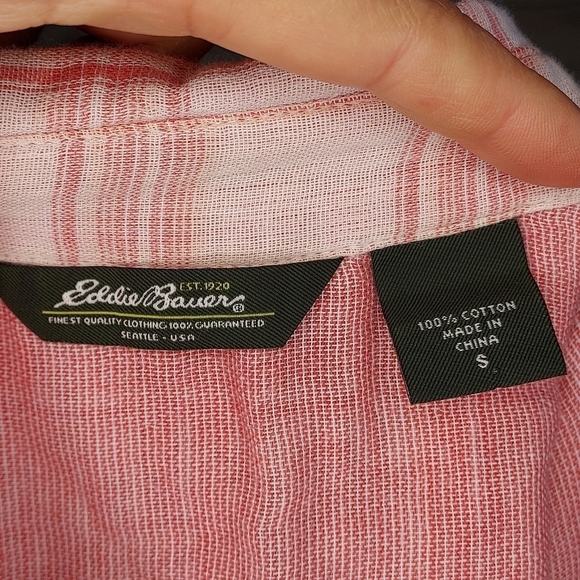 EST. 1920
Eddie Bauer®
FINEST QUALITY CLOTHING 100% GUARANTEED
SEATTLE - USA
100% COTTON
MADE IN
CHINA
S